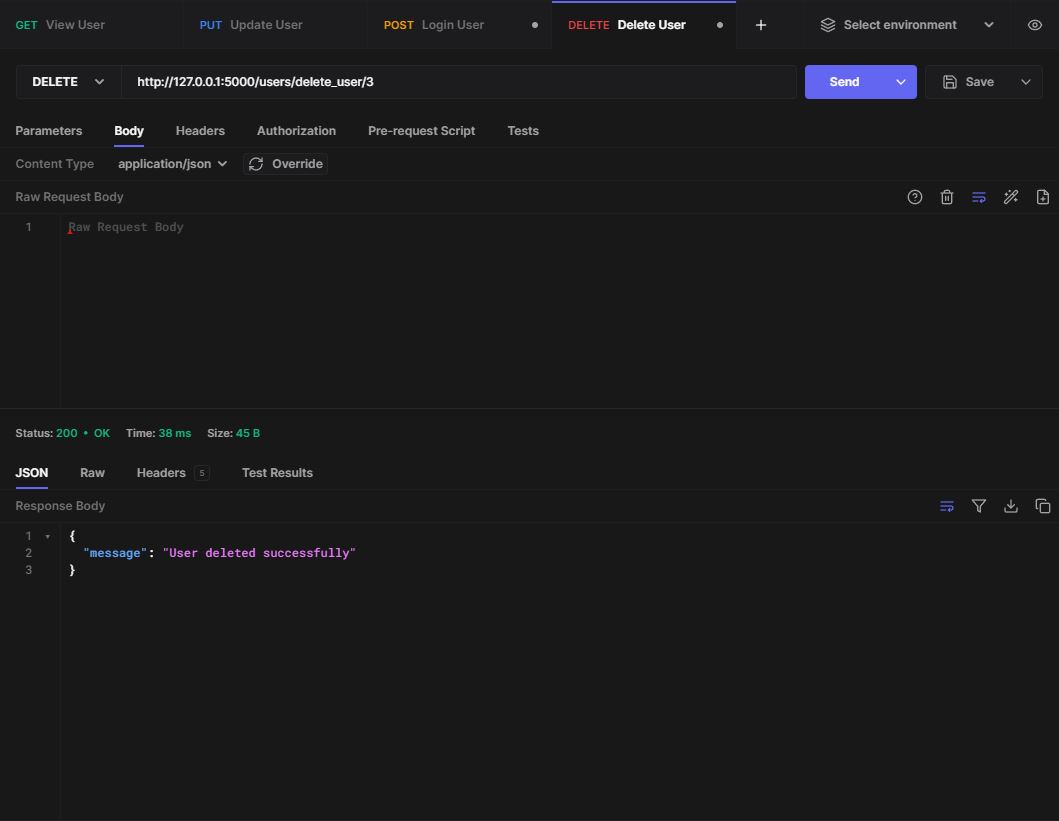 GET View User PUT Update User POST Login User DELETE Delete User Select environment
DELETE http://127.0.0.1:5000/users/delete_user/3 Send Save
Parameters Body Headers Authorization Pre-request Script Tests
Content Type application/json Override
Raw Request Body
1 Raw Request Body
Status: 200 • OK Time: 38 ms Size: 45 B
JSON Raw Headers 5 Test Results
Response Body
1 {
2 "message": "User deleted successfully"
3 }